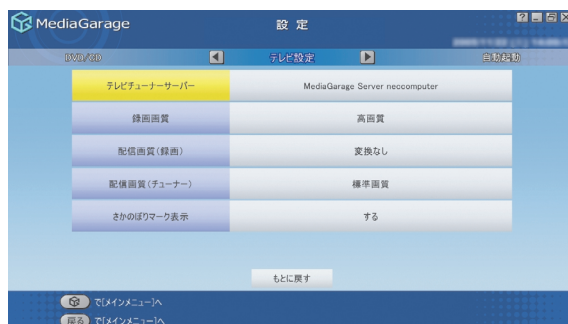 MediaGarage
設 定
DVD/CD
テレビ設定
自動起動
テレビチューナーサーバー
MediaGarage Server neccomputer
録画画質
高画質
配信画質(録画)
変換なし
配信画質(チューナー)
標準画質
さかのぼりマーク表示
する
もとに戻す
で[メインメニュー]へ
戻る で[メインメニュー]へ